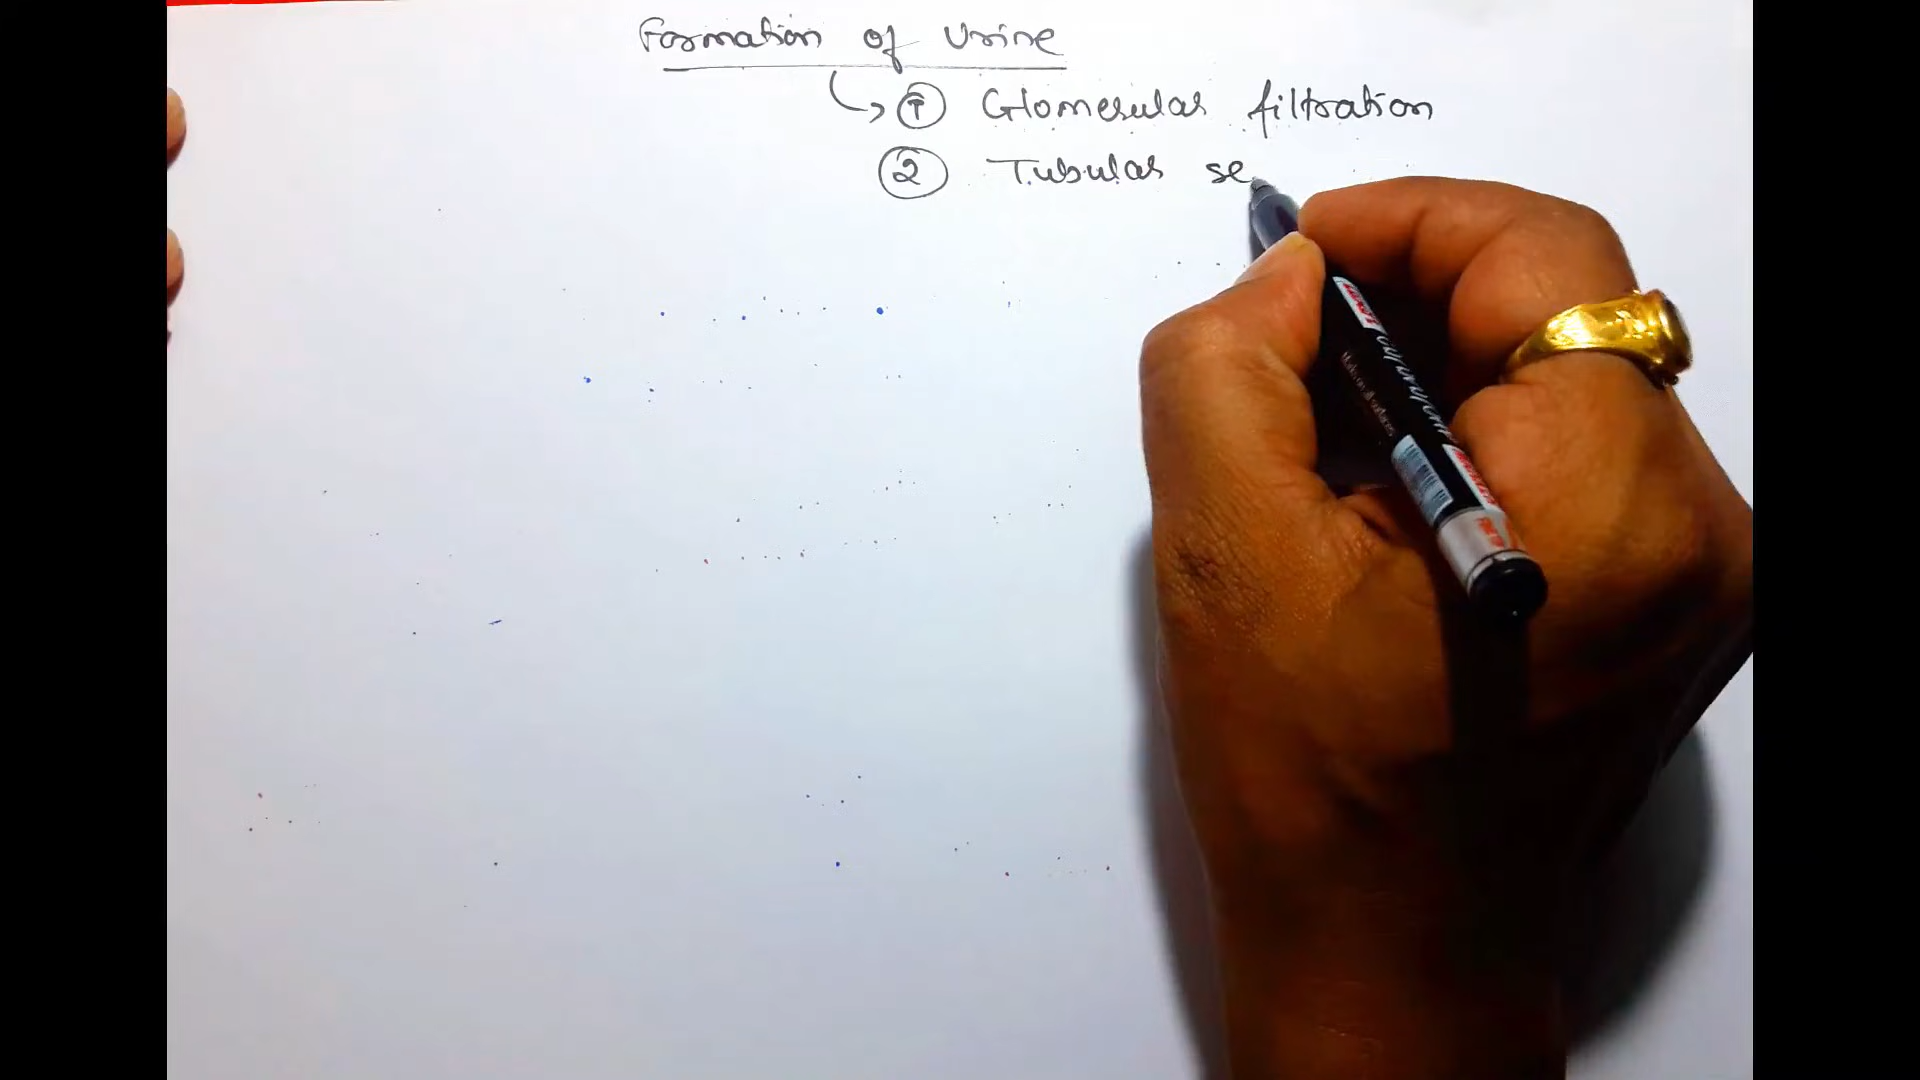 Formation of Urine
① Glomerular filtration
② Tubular se